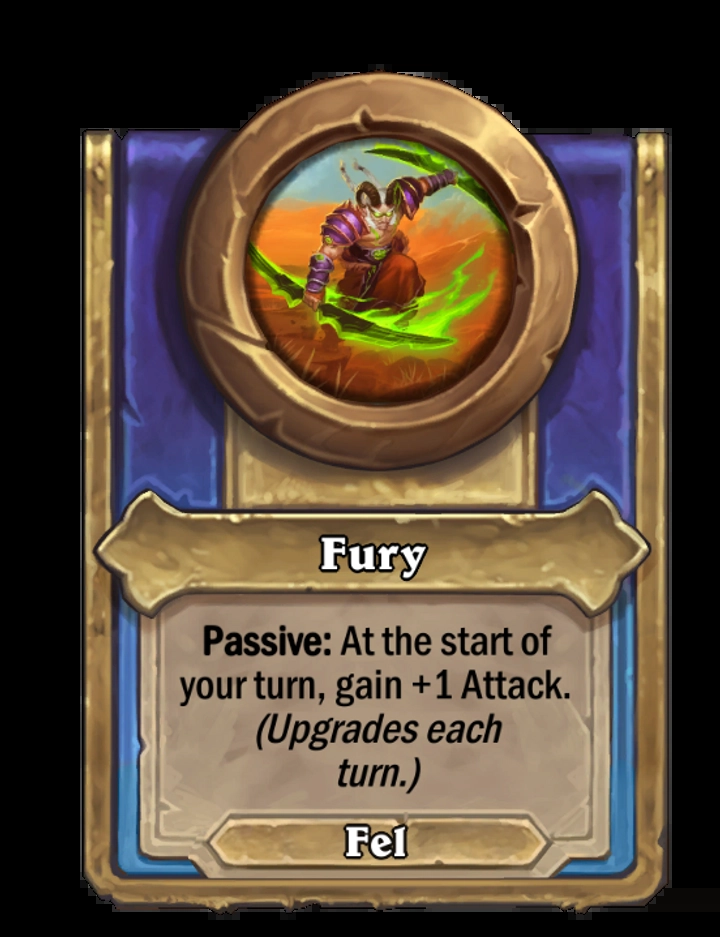 Fury
Passive: At the start of
your turn, gain +1 Attack.
(Upgrades each
turn.)
Fel